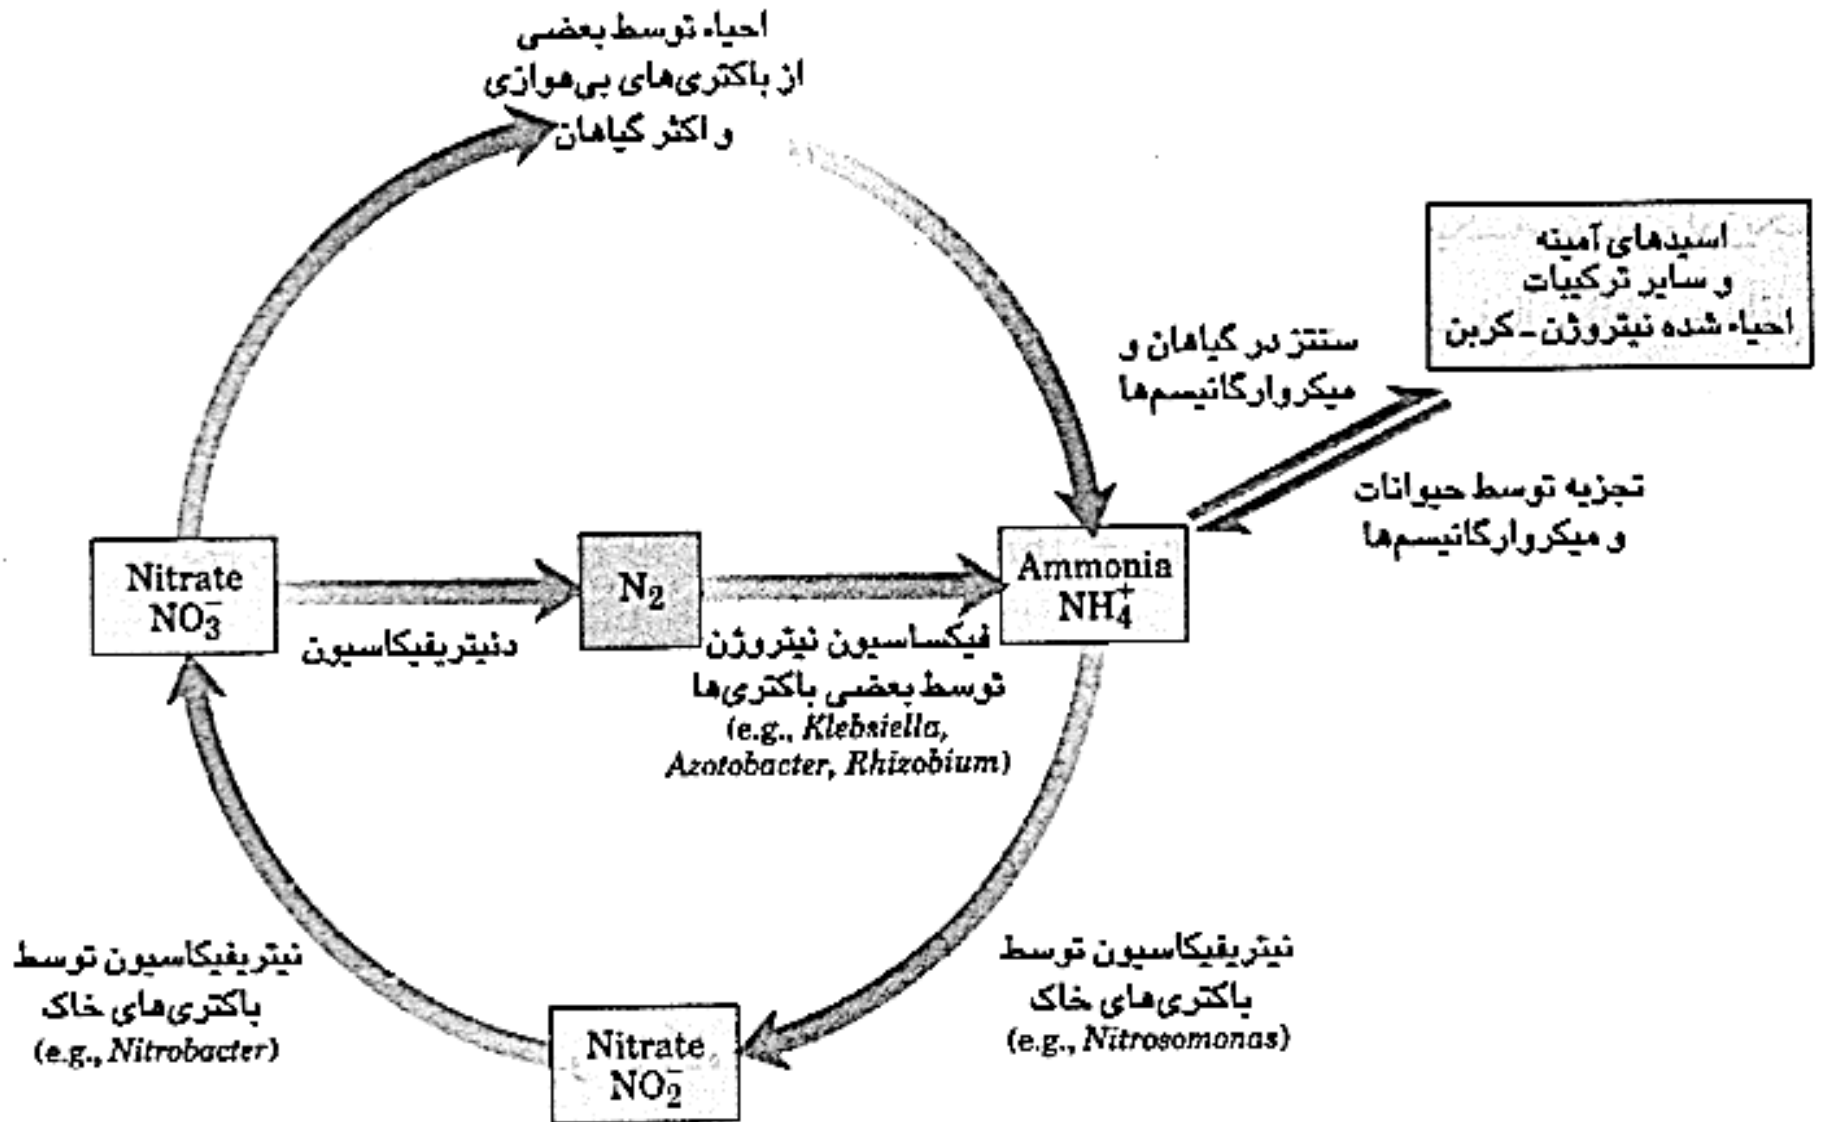 احیاء توسط بعضی
از باکتری‌های بی‌هوازی
و اکثر گیاهان
اسیدهای آمینه
و سایر ترکیبات
احیاء شده نیتروژن ـ کربن
ستتز در گیاهان و
میکروارگانیسم‌ها
تجزیه توسط حیوانات
و میکروارگانیسم‌ها
Nitrate
NO₃⁻
دنیتریفیکاسیون
N₂
فیکساسیون نیتروژن
توسط بعضی باکتری‌ها
(e.g., Klebsiella,
Azotobacter, Rhizobium)
Ammonia
NH₄⁺
نیتریفیکاسیون توسط
باکتری‌های خاک
(e.g., Nitrobacter)
Nitrate
NO₂⁻
نیتریفیکاسیون توسط
باکتری‌های خاک
(e.g., Nitrosomonas)